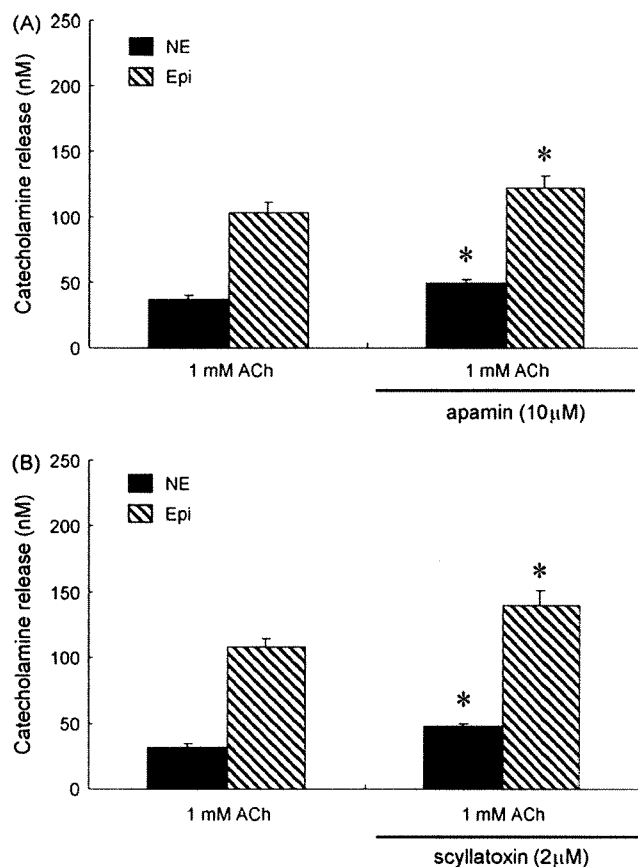 (A)
250
200
150
100
50
0
Catecholamine release (nM)
NE
Epi
*
*
1 mM ACh
1 mM ACh
apamin (10μM)
(B)
250
200
150
100
50
0
Catecholamine release (nM)
NE
Epi
*
*
1 mM ACh
1 mM ACh
scyllatoxin (2μM)